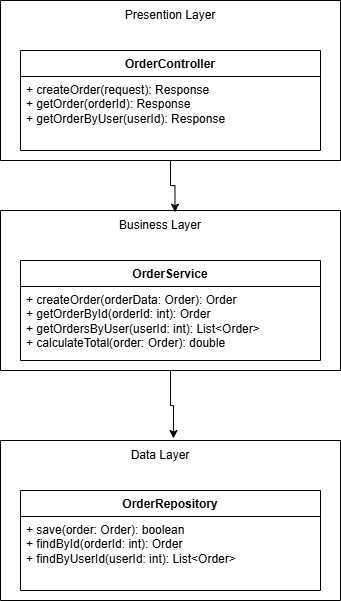 Presention Layer
OrderController
+ createOrder(request): Response
+ getOrder(orderId): Response
+ getOrderByUser(userId): Response
Business Layer
OrderService
+ createOrder(orderData: Order): Order
+ getOrderById(orderId: int): Order
+ getOrdersByUser(userId: int): List<Order>
+ calculateTotal(order: Order): double
Data Layer
OrderRepository
+ save(order: Order): boolean
+ findById(orderId: int): Order
+ findByUserId(userId: int): List<Order>